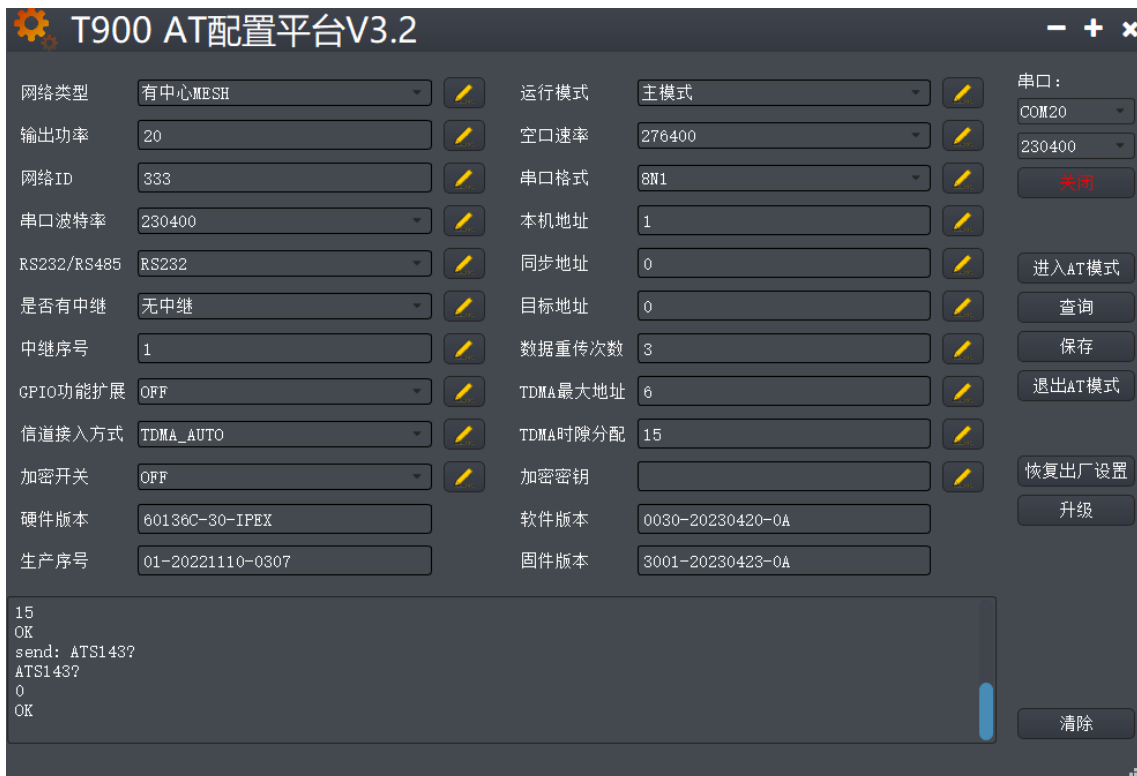 T900 AT配置平台V3.2
网络类型 有中心MESH 运行模式 主模式 串口:
COM20
输出功率 20 空口速率 276400 230400
网络ID 333 串口格式 8N1 关闭
串口波特率 230400 本机地址 1
RS232/RS485 RS232 同步地址 0 进入AT模式
是否有中继 无中继 目标地址 0 查询
中继序号 1 数据重传次数 3 保存
GPIO功能扩展 OFF TDMA最大地址 6 退出AT模式
信道接入方式 TDMA_AUTO TDMA时隙分配 15
加密开关 OFF 加密密钥 恢复出厂设置
硬件版本 60136C-30-IPEX 软件版本 0030-20230420-0A 升级
生产序号 01-20221110-0307 固件版本 3001-20230423-0A
15
OK
send: ATS143?
ATS143?
0
OK
清除